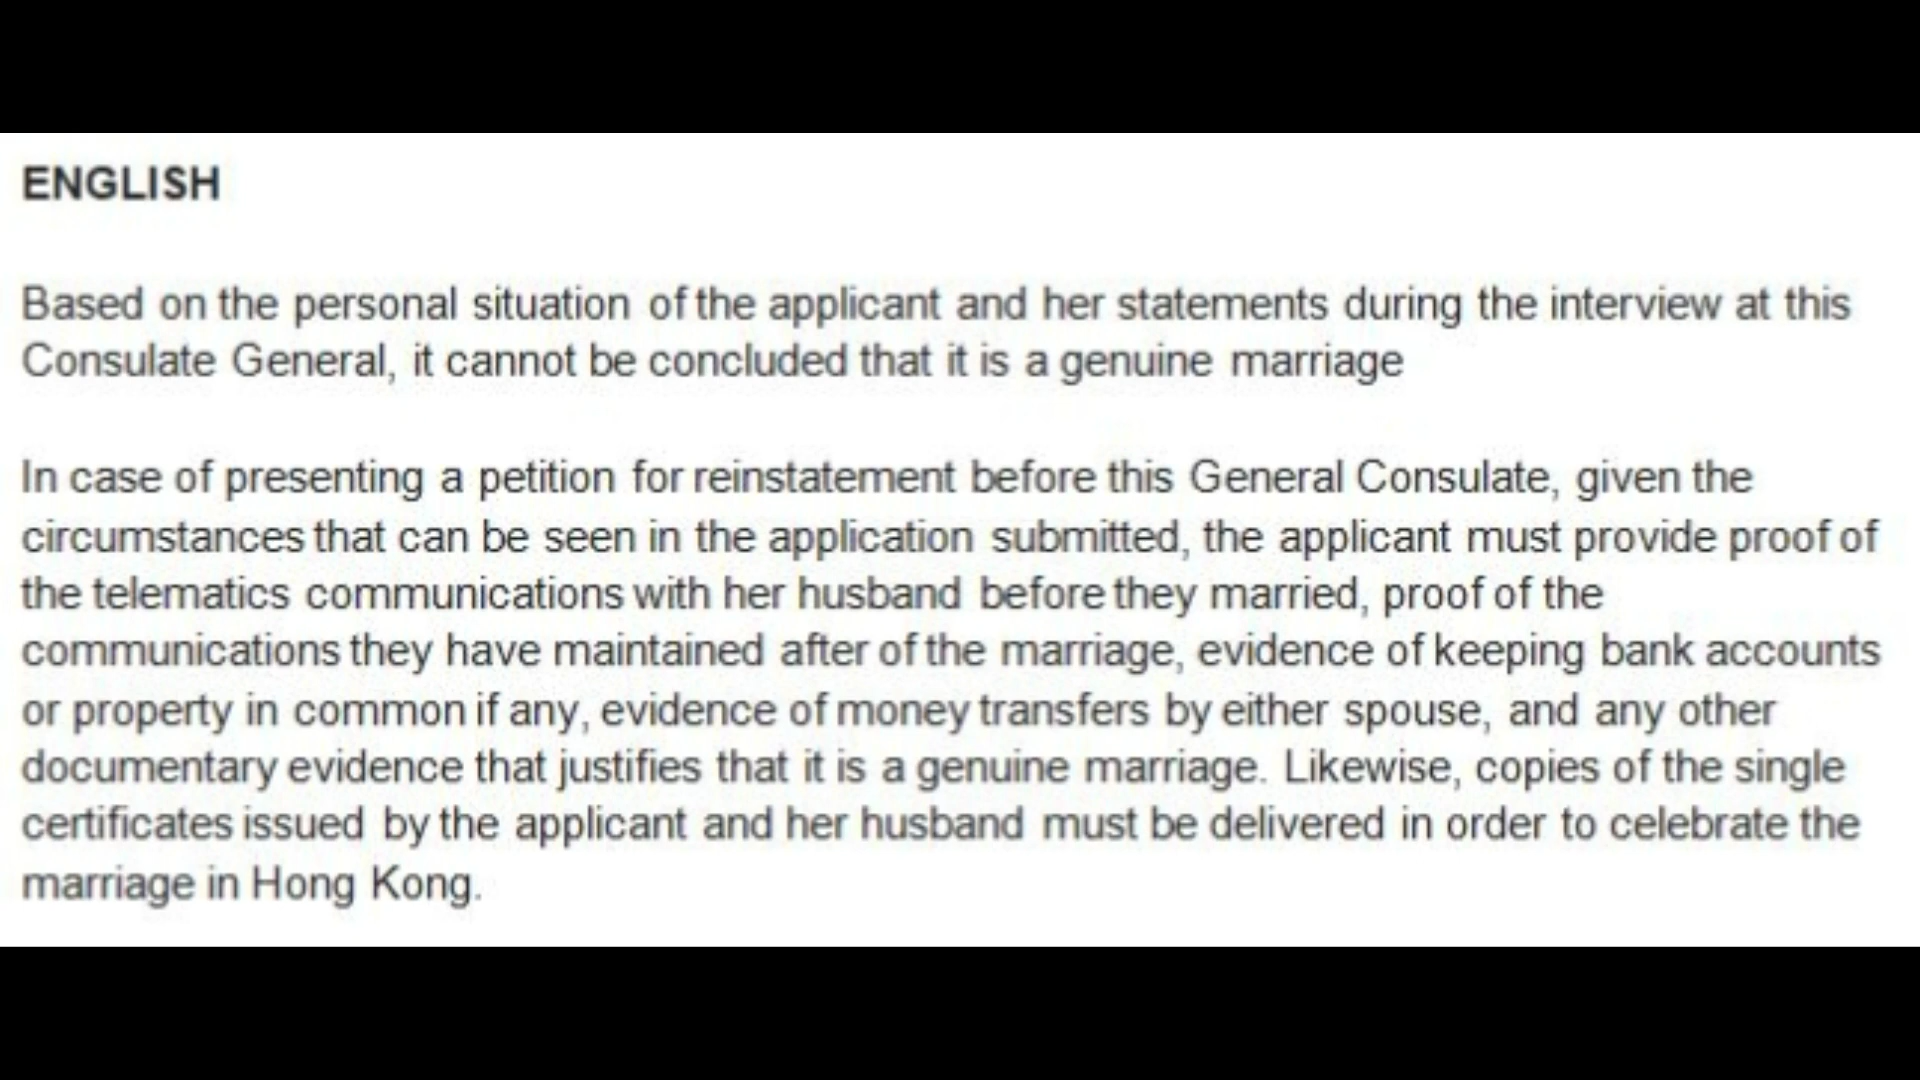 ENGLISH
Based on the personal situation of the applicant and her statements during the interview at this
Consulate General, it cannot be concluded that it is a genuine marriage
In case of presenting a petition for reinstatement before this General Consulate, given the
circumstances that can be seen in the application submitted, the applicant must provide proof of
the telematics communications with her husband before they married, proof of the
communications they have maintained after of the marriage, evidence of keeping bank accounts
or property in common if any, evidence of money transfers by either spouse, and any other
documentary evidence that justifies that it is a genuine marriage. Likewise, copies of the single
certificates issued by the applicant and her husband must be delivered in order to celebrate the
marriage in Hong Kong.